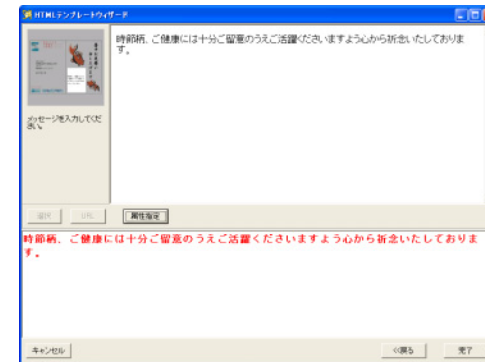 HTMLテンプレートウィザード
時節柄、ご健康には十分ご留意のうえご活躍くださいますよう心から祈念いたしておりま
す。
メッセージを入力してくだ
さい。
選択
URL
属性指定
時節柄、ご健康には十分ご留意のうえご活躍くださいますよう心から祈念いたしておりま
す。
キャンセル
<<戻る
完了